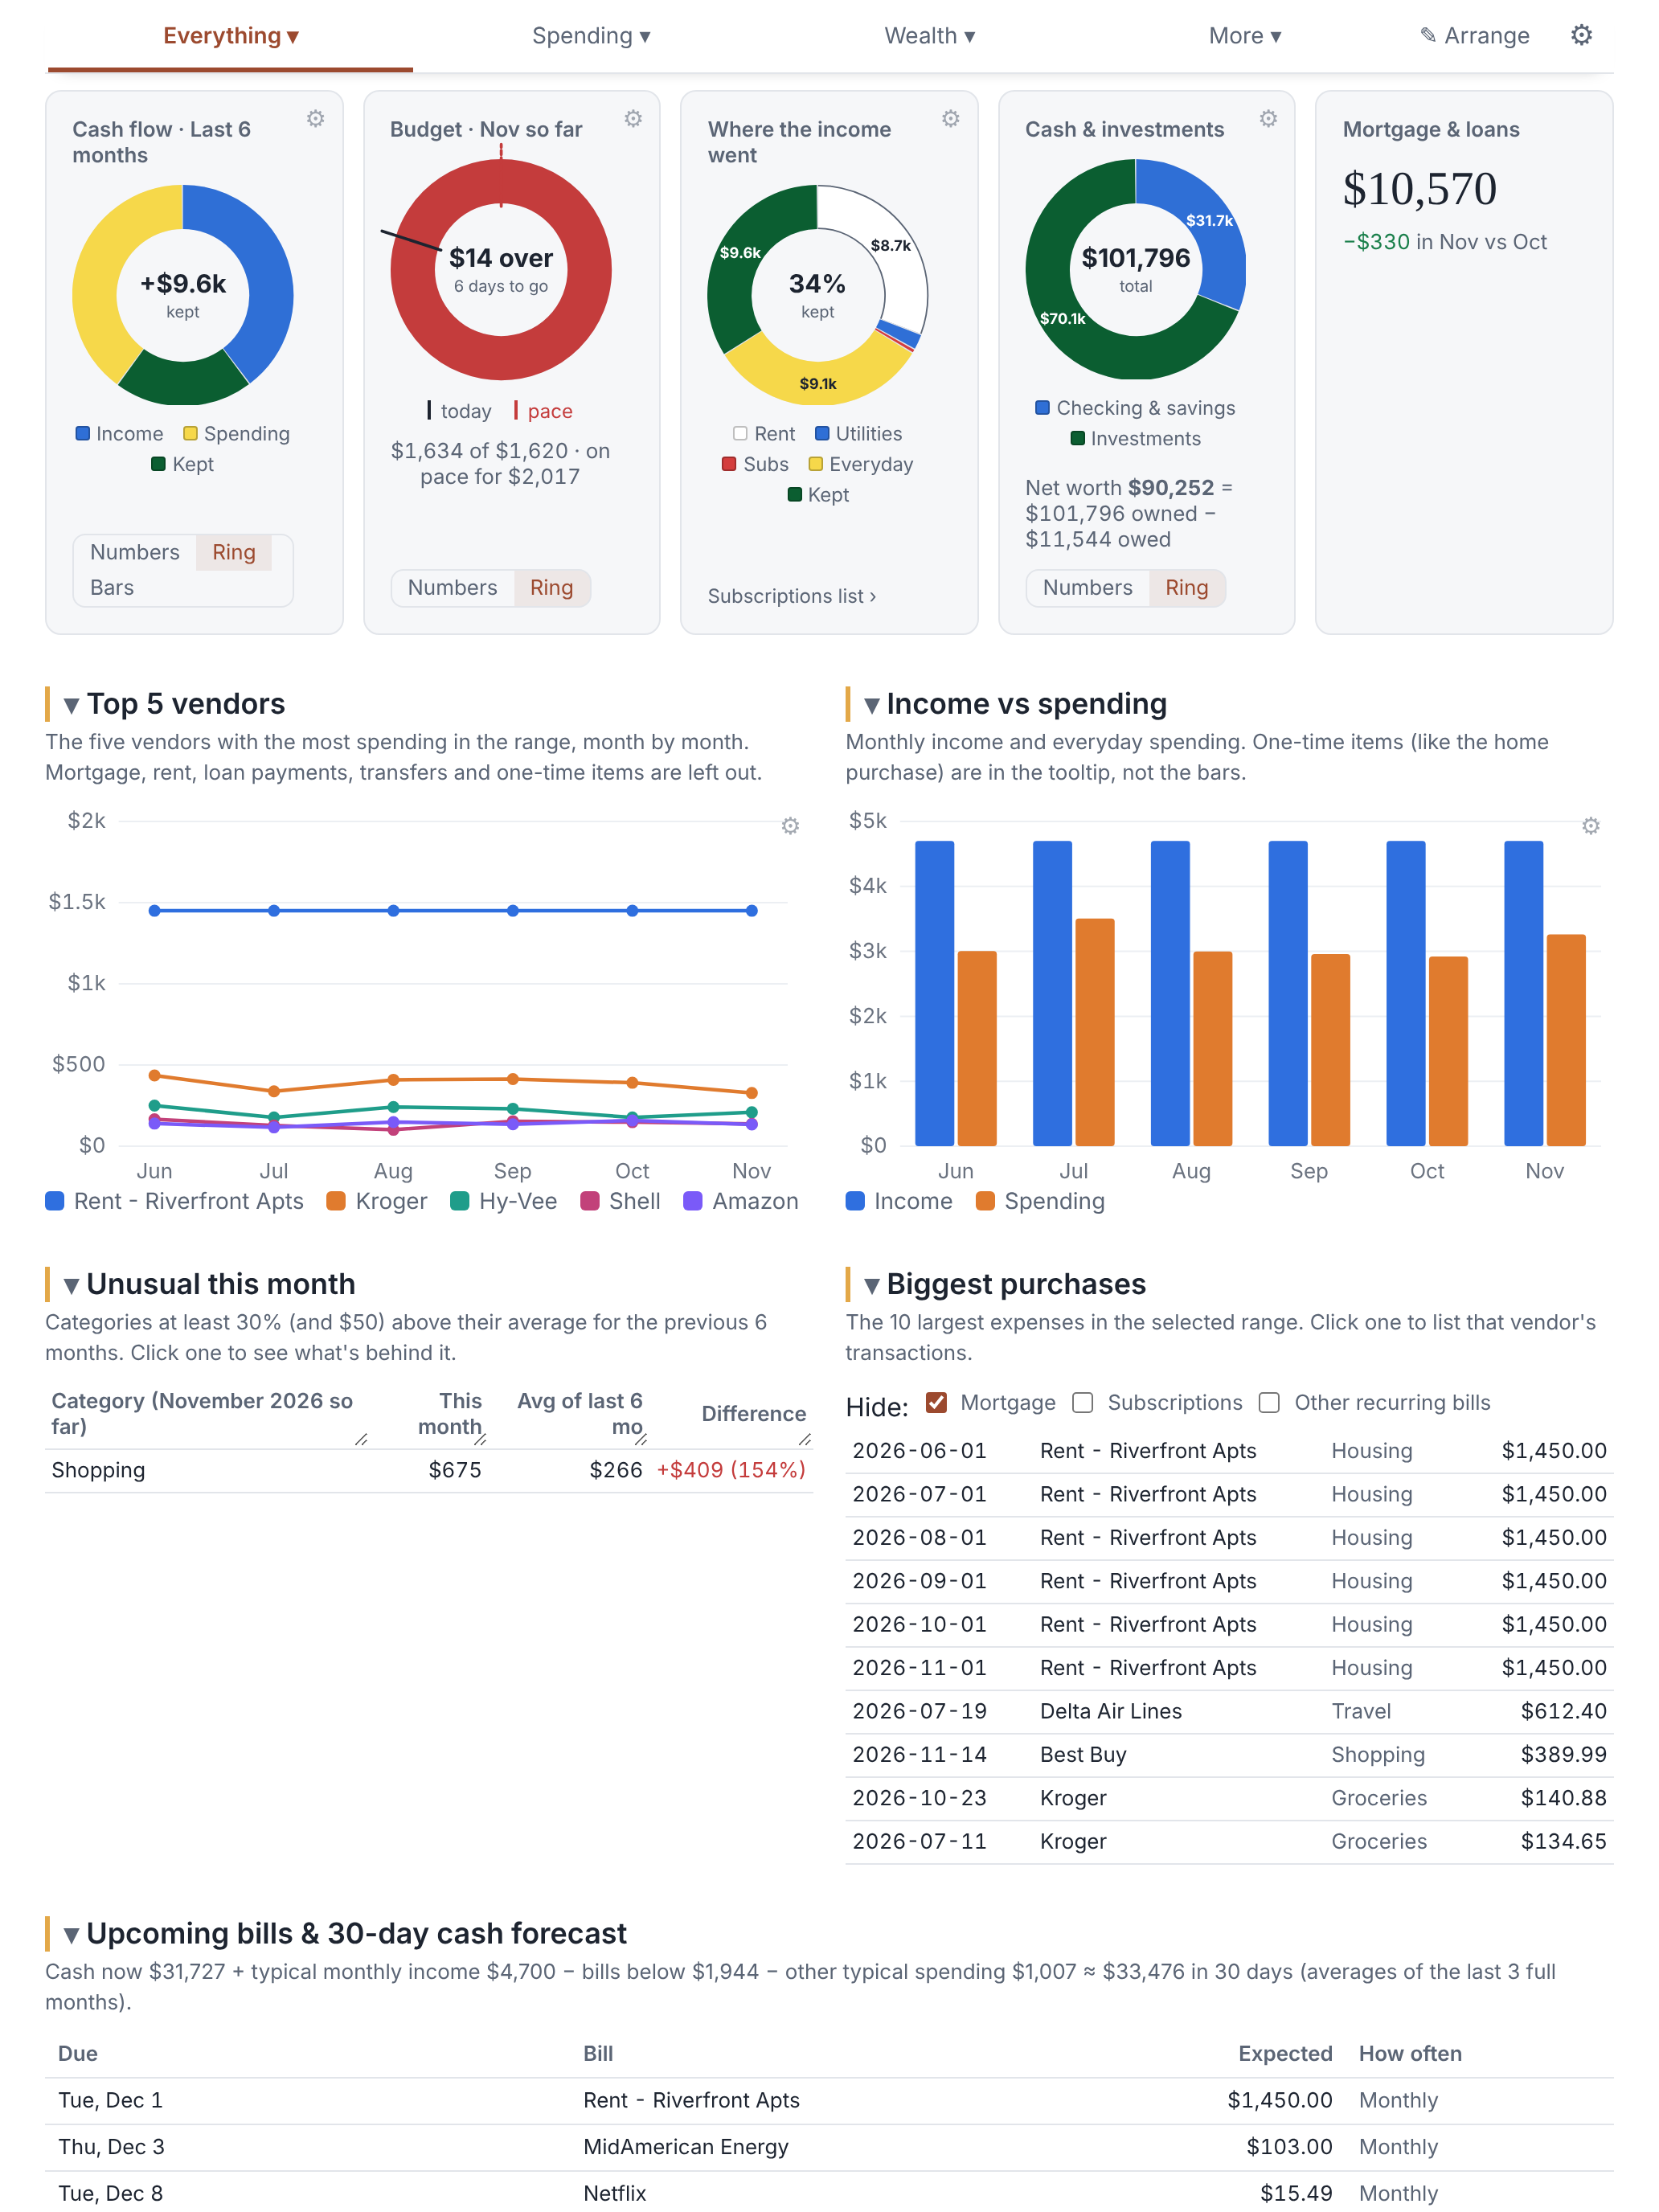 Everything ▾ Spending ▾ Wealth ▾ More ▾ ✎ Arrange ⚙
Cash flow · Last 6
months
+$9.6k
kept
Income Spending
Kept
Numbers Ring
Bars
Budget · Nov so far
$14 over
6 days to go
today pace
$1,634 of $1,620 · on
pace for $2,017
Numbers Ring
Where the income
went
$8.7k
$9.6k
34%
kept
$9.1k
Rent Utilities
Subs Everyday
Kept
Subscriptions list ›
Cash & investments
$31.7k
$101,796
total
$70.1k
Checking & savings
Investments
Net worth $90,252 =
$101,796 owned −
$11,544 owed
Numbers Ring
Mortgage & loans
$10,570
−$330 in Nov vs Oct
▾ Top 5 vendors
The five vendors with the most spending in the range, month by month.
Mortgage, rent, loan payments, transfers and one-time items are left out.
$2k
$1.5k
$1k
$500
$0
Jun Jul Aug Sep Oct Nov
Rent - Riverfront Apts Kroger Hy-Vee Shell Amazon
▾ Income vs spending
Monthly income and everyday spending. One-time items (like the home
purchase) are in the tooltip, not the bars.
$5k
$4k
$3k
$2k
$1k
$0
Jun Jul Aug Sep Oct Nov
Income Spending
▾ Unusual this month
Categories at least 30% (and $50) above their average for the previous 6
months. Click one to see what's behind it.
Category (November 2026 so
far)
This
month
Avg of last 6
mo
Difference
Shopping $675 $266 +$409 (154%)
▾ Biggest purchases
The 10 largest expenses in the selected range. Click one to list that vendor's
transactions.
Hide: Mortgage Subscriptions Other recurring bills
2026-06-01 Rent - Riverfront Apts Housing $1,450.00
2026-07-01 Rent - Riverfront Apts Housing $1,450.00
2026-08-01 Rent - Riverfront Apts Housing $1,450.00
2026-09-01 Rent - Riverfront Apts Housing $1,450.00
2026-10-01 Rent - Riverfront Apts Housing $1,450.00
2026-11-01 Rent - Riverfront Apts Housing $1,450.00
2026-07-19 Delta Air Lines Travel $612.40
2026-11-14 Best Buy Shopping $389.99
2026-10-23 Kroger Groceries $140.88
2026-07-11 Kroger Groceries $134.65
▾ Upcoming bills & 30-day cash forecast
Cash now $31,727 + typical monthly income $4,700 − bills below $1,944 − other typical spending $1,007 ≈ $33,476 in 30 days (averages of the last 3 full
months).
Due Bill Expected How often
Tue, Dec 1 Rent - Riverfront Apts $1,450.00 Monthly
Thu, Dec 3 MidAmerican Energy $103.00 Monthly
Tue, Dec 8 Netflix $15.49 Monthly